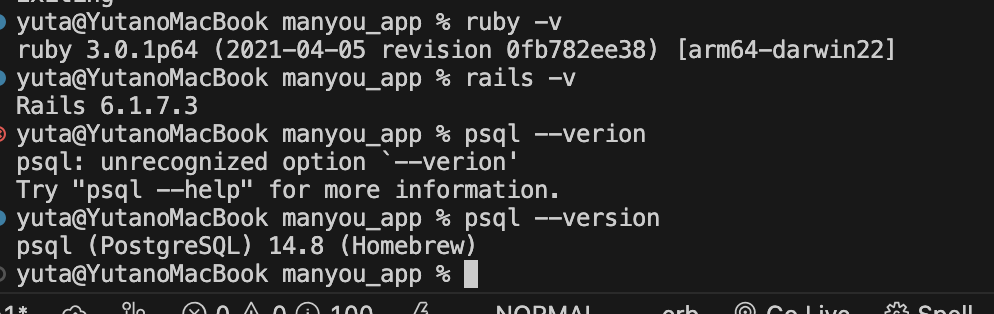 yuta@YutanoMacBook manyou_app % ruby -v
ruby 3.0.1p64 (2021-04-05 revision 0fb782ee38) [arm64-darwin22]
yuta@YutanoMacBook manyou_app % rails -v
Rails 6.1.7.3
yuta@YutanoMacBook manyou_app % psql --verion
psql: unrecognized option `--verion'
Try "psql --help" for more information.
yuta@YutanoMacBook manyou_app % psql --version
psql (PostgreSQL) 14.8 (Homebrew)
yuta@YutanoMacBook manyou_app %
1* 0 0 100 NORMAL erb Go Live Spell